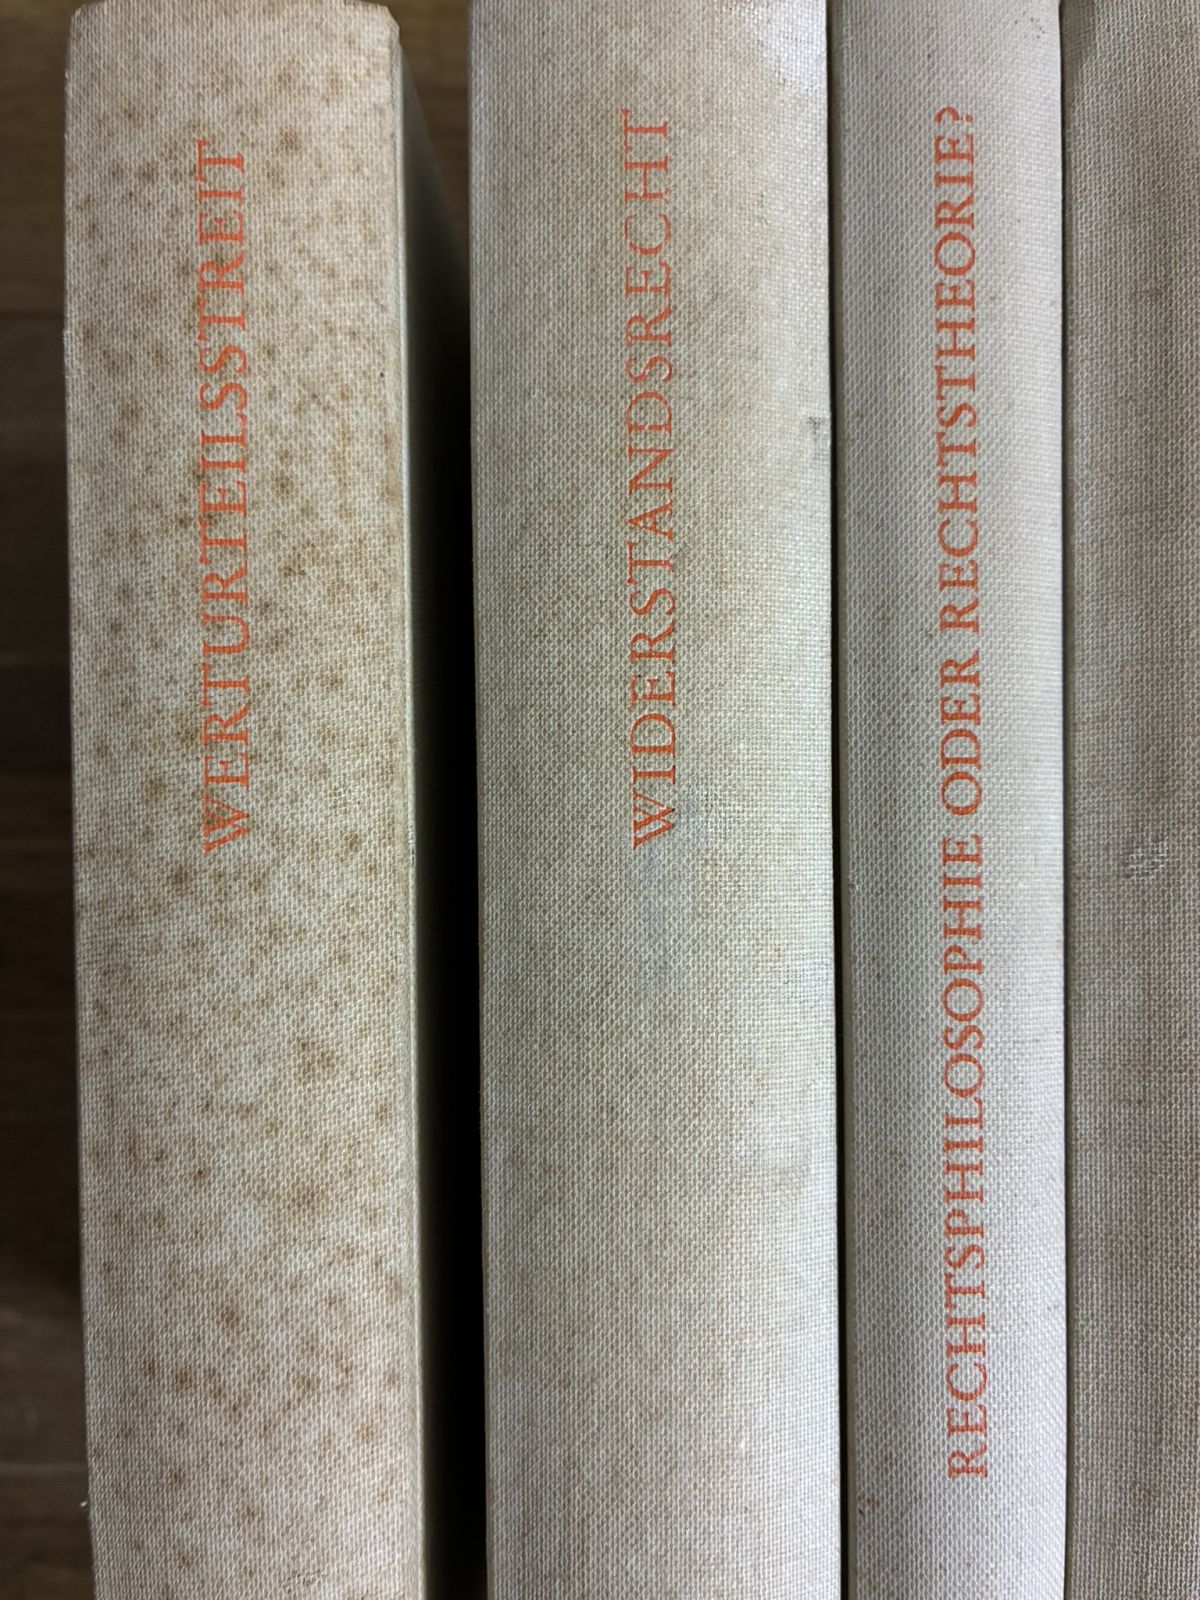 WERTURTEILSSTREIT
WIDERSTANDSRECHT
RECHTSPHILOSOPHIE ODER RECHTSTHEORIE?